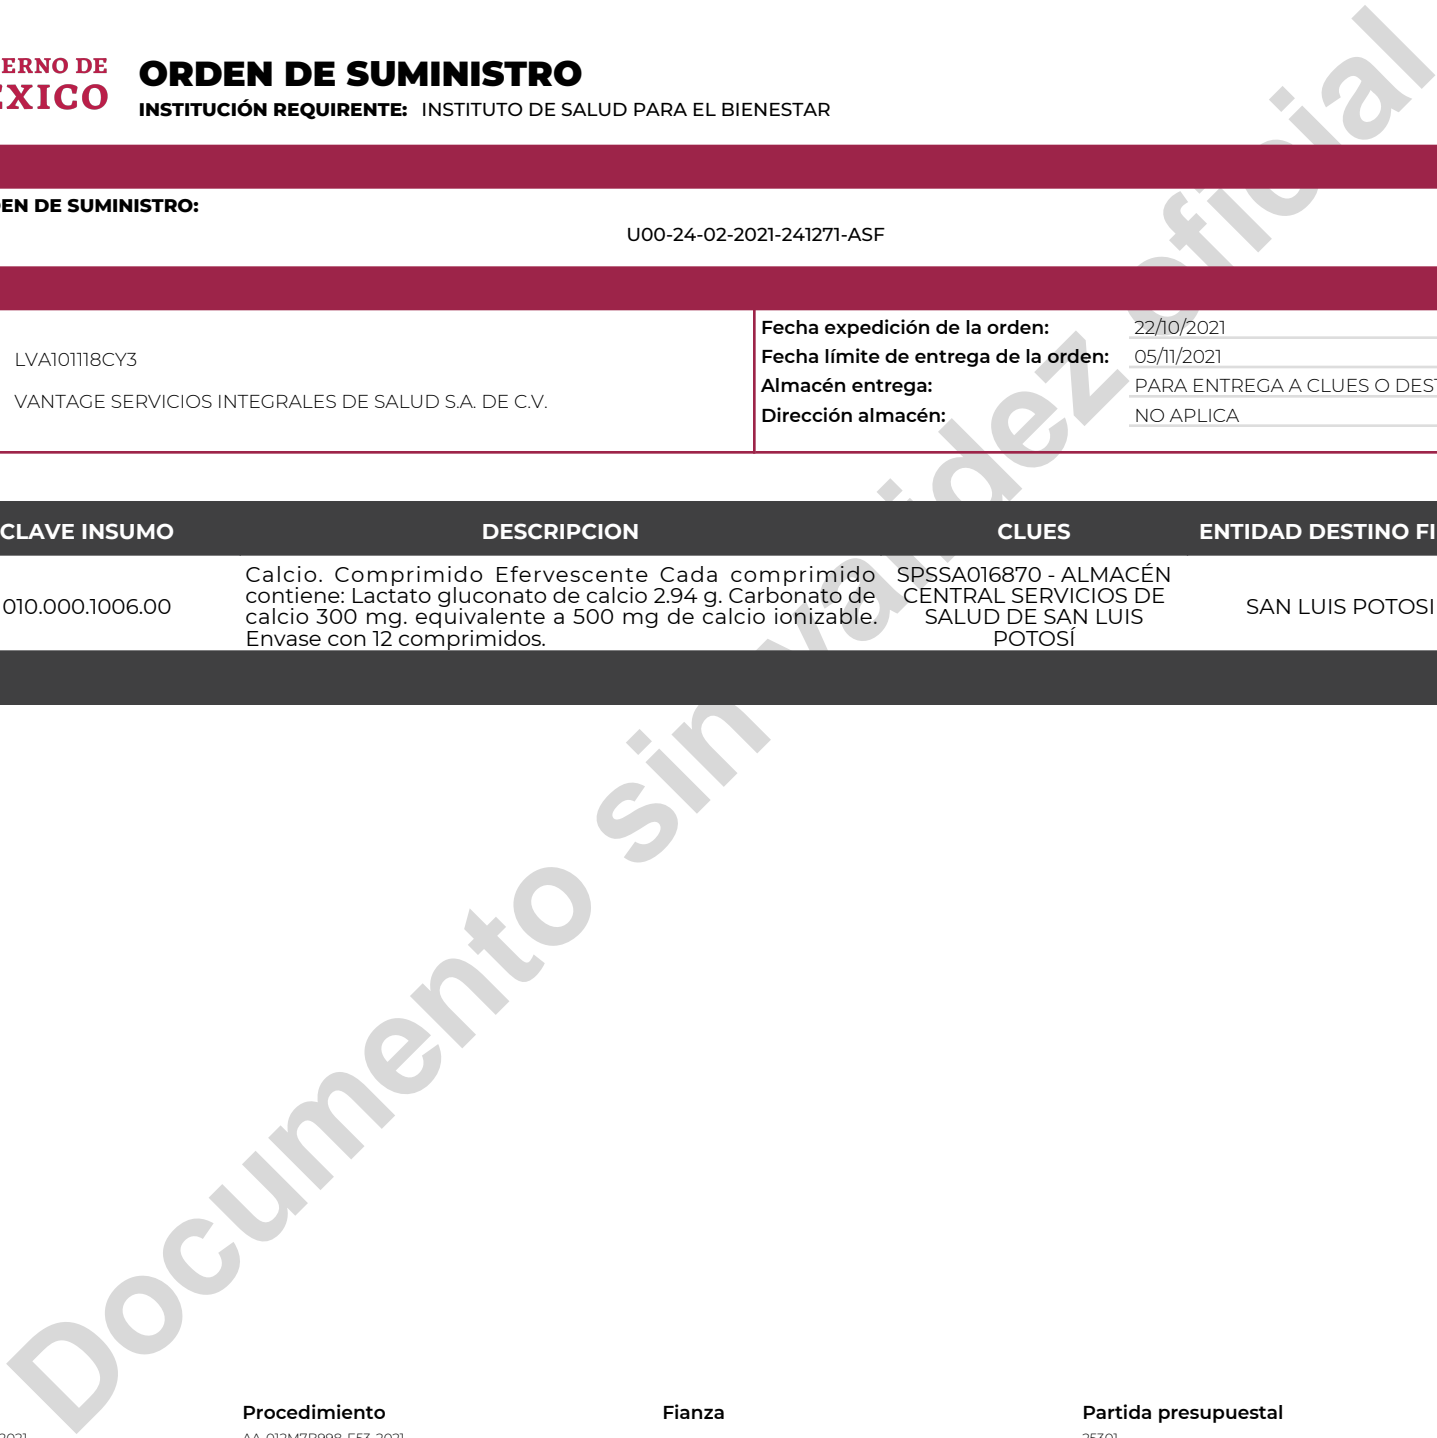 ERNO DE
ORDEN DE SUMINISTRO
INSTITUCIÓN REQUIRENTE: INSTITUTO DE SALUD PARA EL BIENESTAR
EN DE SUMINISTRO:
U00-24-02-2021-241271-ASF
LVA101118CY3
VANTAGE SERVICIOS INTEGRALES DE SALUD S.A. DE C.V.
Fecha expedición de la orden: 22/10/2021
Fecha límite de entrega de la orden: 05/11/2021
Almacén entrega: PARA ENTREGA A CLUES O DEST
Dirección almacén: NO APLICA
CLAVE INSUMO DESCRIPCION CLUES ENTIDAD DESTINO FI
010.000.1006.00
Calcio. Comprimido Efervescente Cada comprimido
contiene: Lactato gluconato de calcio 2.94 g. Carbonato de
calcio 300 mg. equivalente a 500 mg de calcio ionizable.
Envase con 12 comprimidos.
SPSSA016870 - ALMACÉN
CENTRAL SERVICIOS DE
SALUD DE SAN LUIS
POTOSÍ
SAN LUIS POTOSI
Documento sin validez oficial
Procedimiento Fianza Partida presupuestal